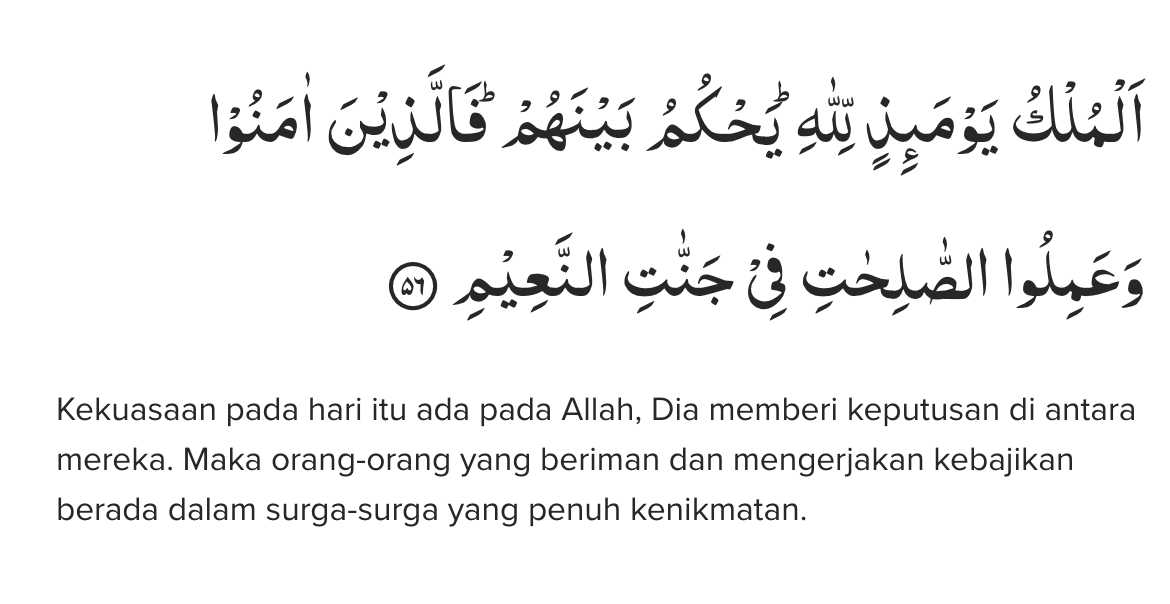 اَلْمُلْكُ يَوْمَىِٕذٍ لِّلّٰهِ ۗيَحْكُمُ بَيْنَهُمْ ۗفَالَّذِيْنَ اٰمَنُوْا
وَعَمِلُوا الصّٰلِحٰتِ فِيْ جَنّٰتِ النَّعِيْمِ ۵۶
Kekuasaan pada hari itu ada pada Allah, Dia memberi keputusan di antara
mereka. Maka orang-orang yang beriman dan mengerjakan kebajikan
berada dalam surga-surga yang penuh kenikmatan.